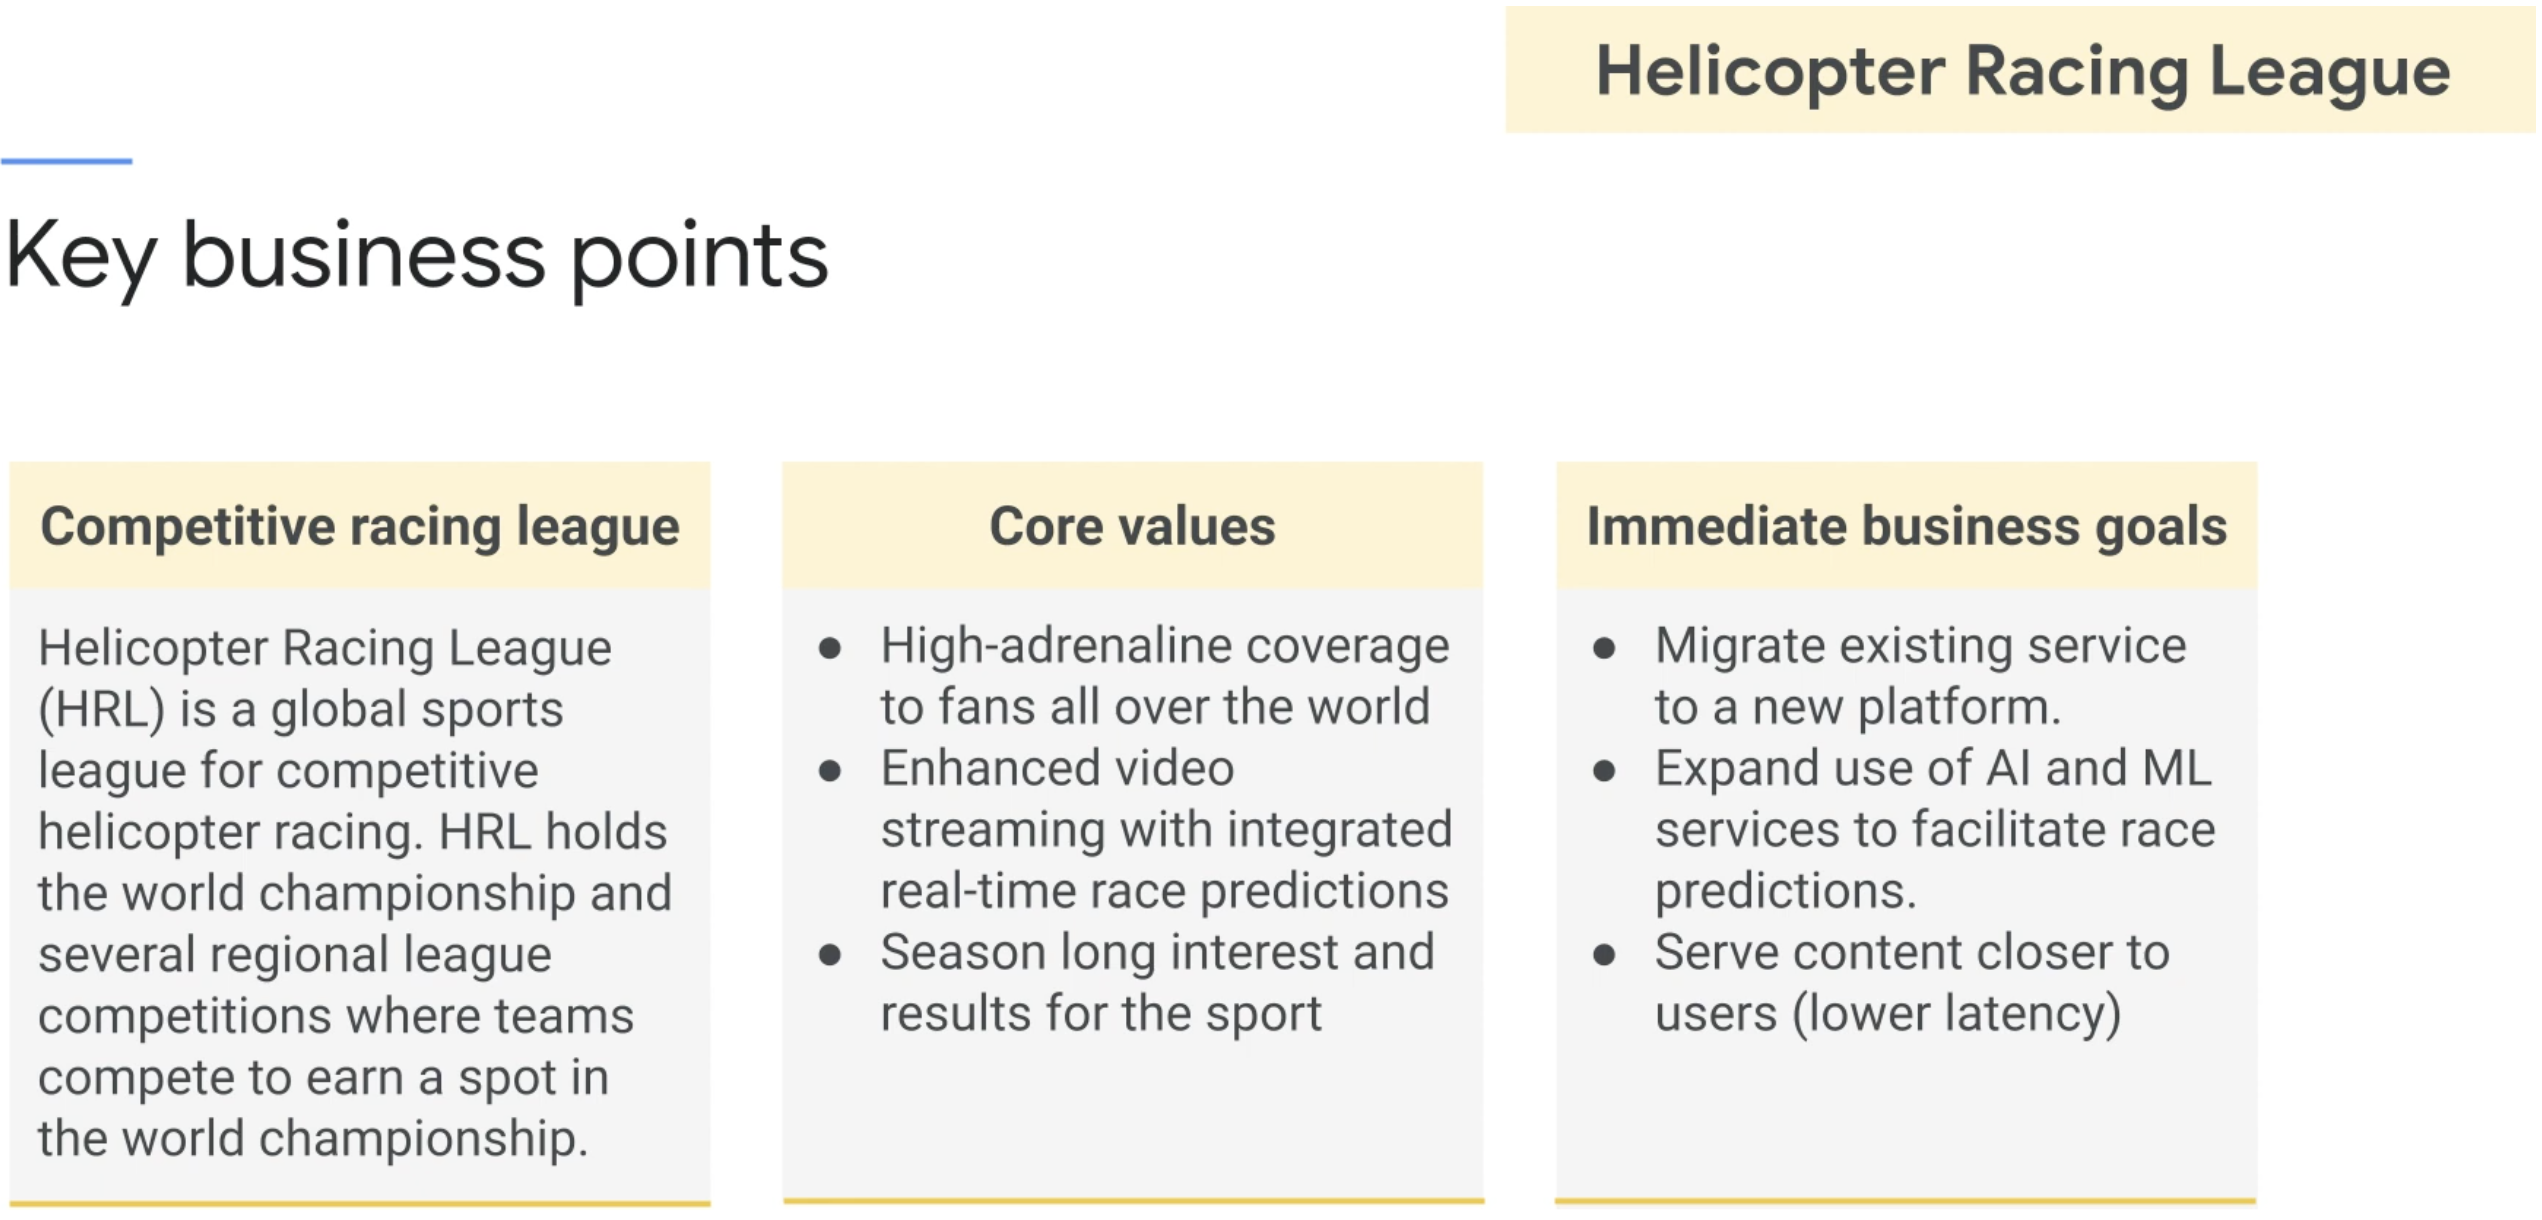 Helicopter Racing League
Key business points
Competitive racing league
Helicopter Racing League
(HRL) is a global sports
league for competitive
helicopter racing. HRL holds
the world championship and
several regional league
competitions where teams
compete to earn a spot in
the world championship.
Core values
● High-adrenaline coverage
to fans all over the world
● Enhanced video
streaming with integrated
real-time race predictions
● Season long interest and
results for the sport
Immediate business goals
● Migrate existing service
to a new platform.
● Expand use of AI and ML
services to facilitate race
predictions.
● Serve content closer to
users (lower latency)